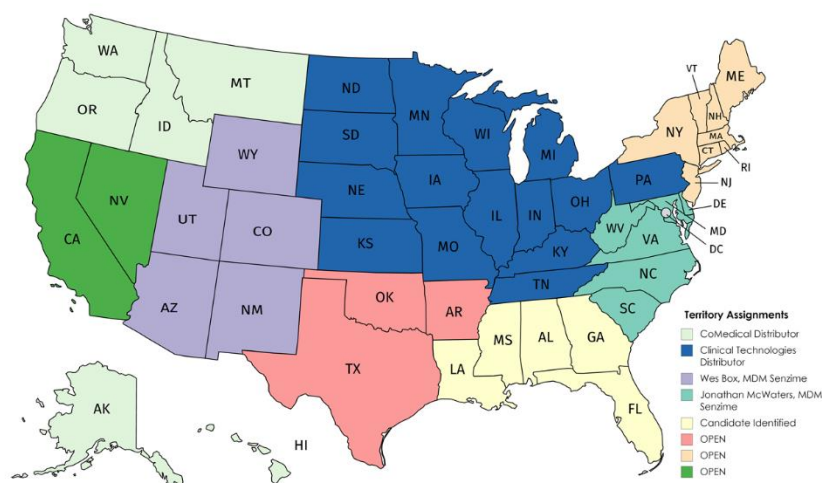 WA
MT
ND
MN
VT
ME
OR
ID
SD
WI
MI
NY
NH
MA
CT
RI
WY
IA
PA
NJ
NV
UT
NE
IL
IN
OH
DE
CA
CO
KS
MO
KY
WV
VA
MD
DC
AZ
NM
OK
AR
TN
NC
SC
TX
LA
MS
AL
GA
FL
AK
HI
Territory Assignments
CoMedical Distributor
Clinical Technologies
Distributor
Wes Box, MDM Senzime
Jonathan McWaters, MDM
Senzime
Candidate Identified
OPEN
OPEN
OPEN